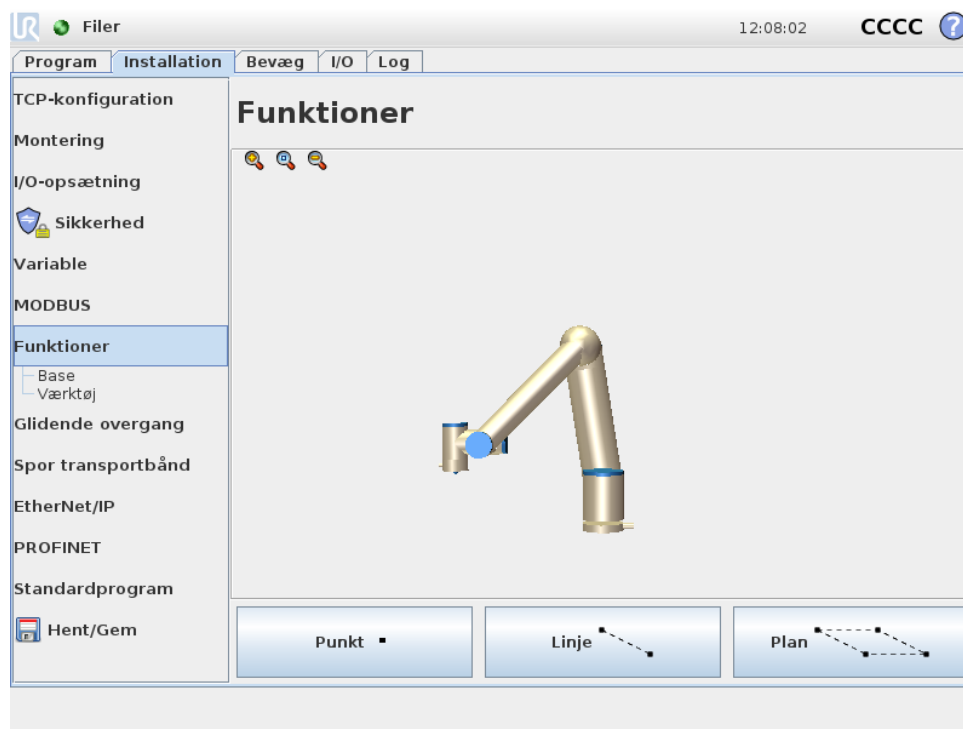 UR Filer 12:08:02 CCCC ?
Program Installation Bevæg I/O Log
TCP-konfiguration
Funktioner
Montering
I/O-opsætning
Sikkerhed
Variable
MODBUS
Funktioner
Base
Værktøj
Glidende overgang
Spor transportbånd
EtherNet/IP
PROFINET
Standardprogram
Hent/Gem
Punkt Linje Plan